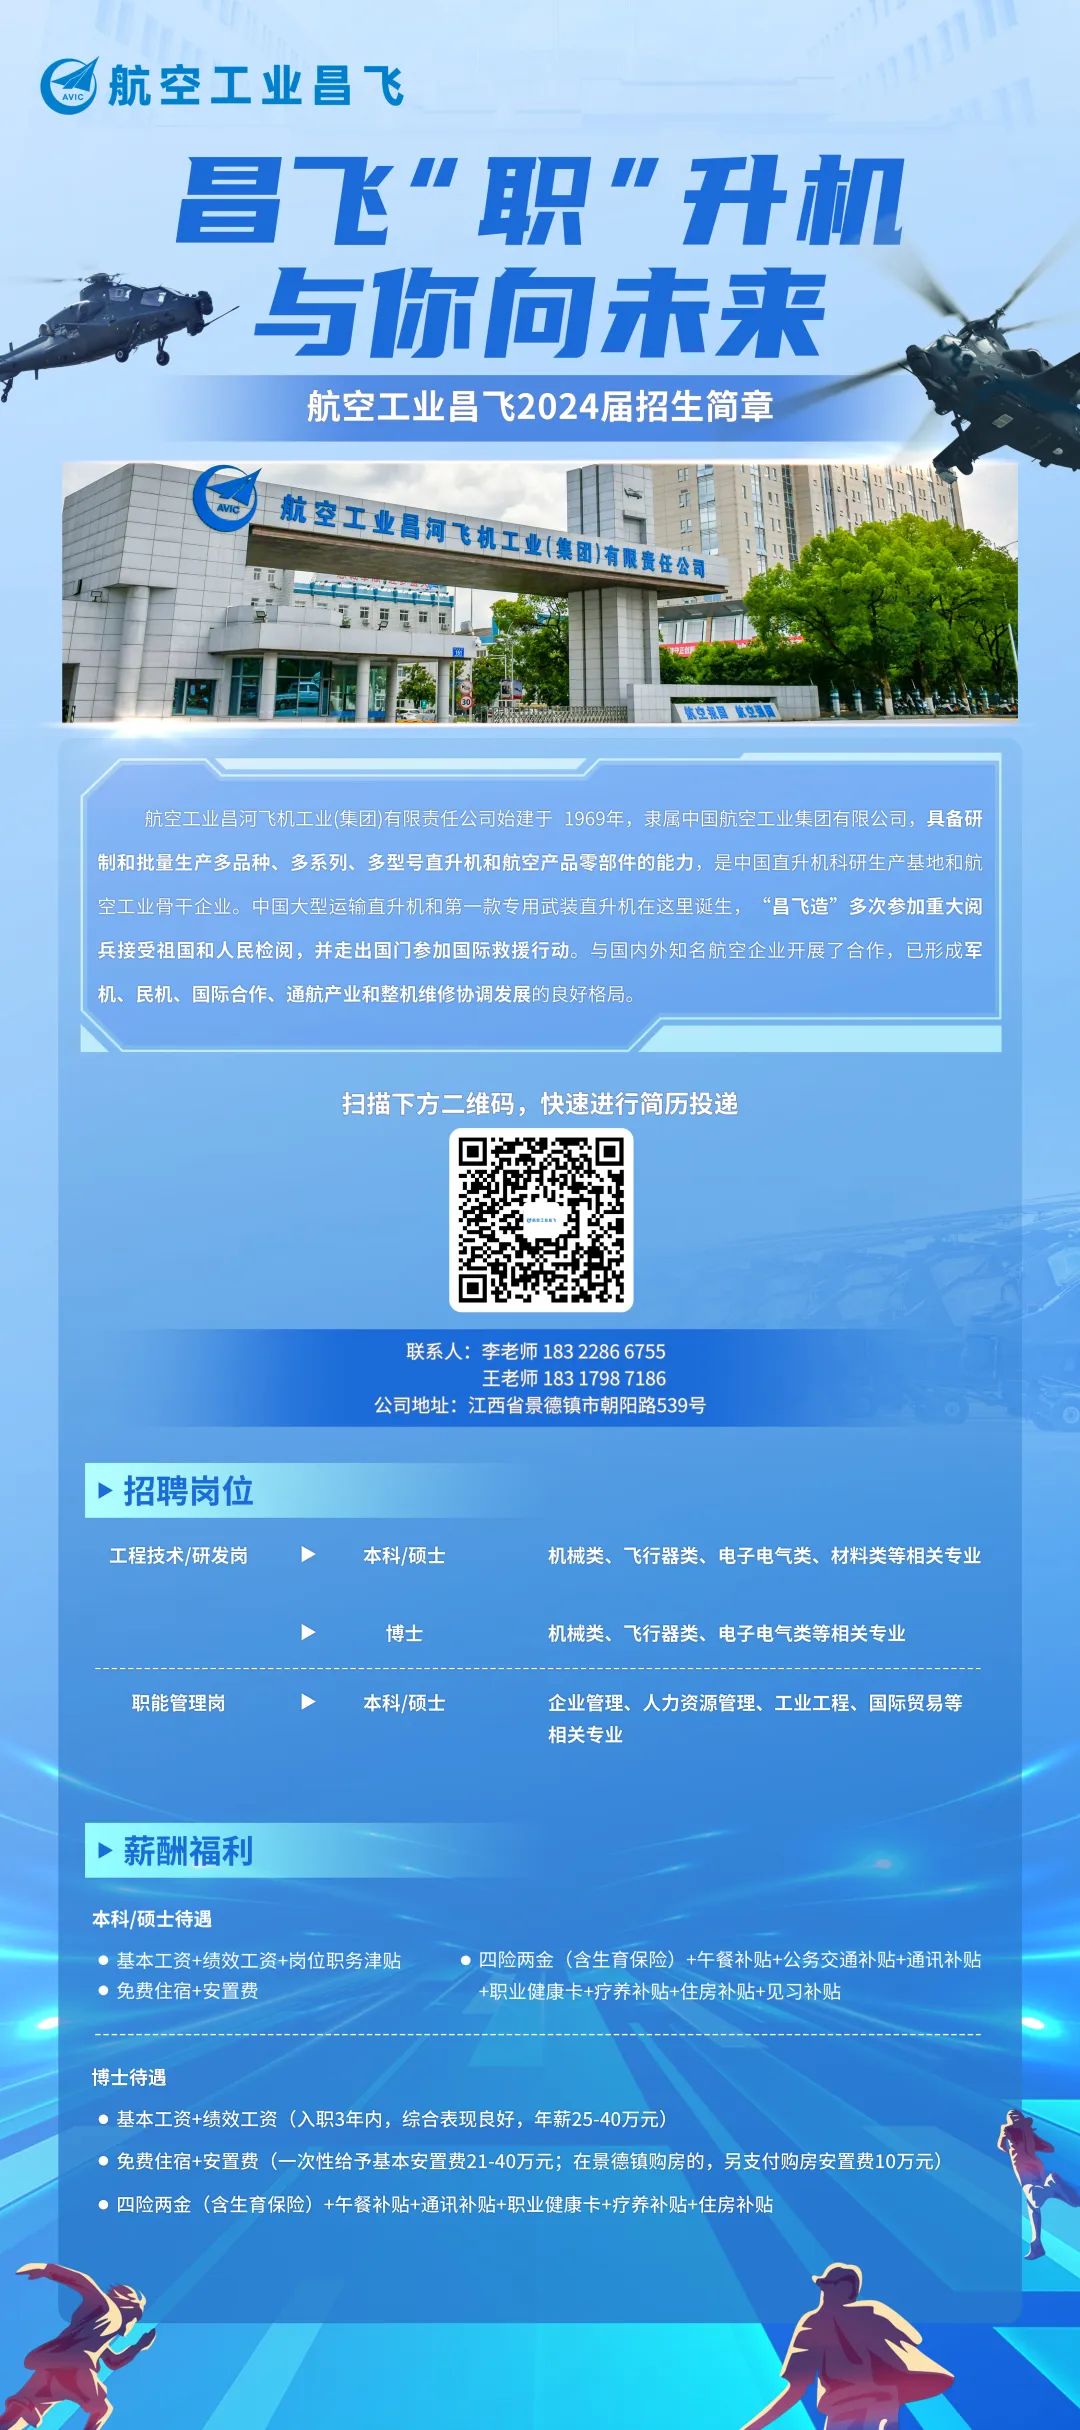 AVIC 航空工业昌飞
昌飞“职”升机
与你向未来
航空工业昌飞2024届招生简章
AVIC 航空工业昌河飞机工业(集团)有限责任公司
30
航空报国 航空强国
航空工业昌河飞机工业(集团)有限责任公司始建于 1969年，隶属中国航空工业集团有限公司，具备研
制和批量生产多品种、多系列、多型号直升机和航空产品零部件的能力，是中国直升机科研生产基地和航
空工业骨干企业。中国大型运输直升机和第一款专用武装直升机在这里诞生，“昌飞造”多次参加重大阅
兵接受祖国和人民检阅，并走出国门参加国际救援行动。与国内外知名航空企业开展了合作，已形成军
机、民机、国际合作、通航产业和整机维修协调发展的良好格局。
扫描下方二维码，快速进行简历投递
航空工业昌飞
联系人：李老师 183 2286 6755
王老师 183 1798 7186
公司地址：江西省景德镇市朝阳路539号
招聘岗位
工程技术/研发岗 本科/硕士 机械类、飞行器类、电子电气类、材料类等相关专业
博士 机械类、飞行器类、电子电气类等相关专业
职能管理岗 本科/硕士 企业管理、人力资源管理、工业工程、国际贸易等
相关专业
薪酬福利
本科/硕士待遇
基本工资+绩效工资+岗位职务津贴
免费住宿+安置费
四险两金（含生育保险）+午餐补贴+公务交通补贴+通讯补贴
+职业健康卡+疗养补贴+住房补贴+见习补贴
博士待遇
基本工资+绩效工资（入职3年内，综合表现良好，年薪25-40万元）
免费住宿+安置费（一次性给予基本安置费21-40万元；在景德镇购房的，另支付购房安置费10万元）
四险两金（含生育保险）+午餐补贴+通讯补贴+职业健康卡+疗养补贴+住房补贴